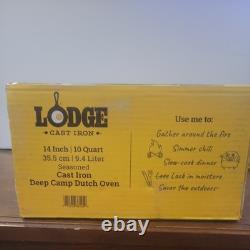 LODGE
CAST IRON
14 Inch | 10 Quart
35.5 cm | 9.4 Liter
Seasoned
Cast Iron
Deep Camp Dutch Oven
Use me to:
Gather around the fire
Simmer chili
Slow-cook dinner
Lock in moisture
Savor the outdoors